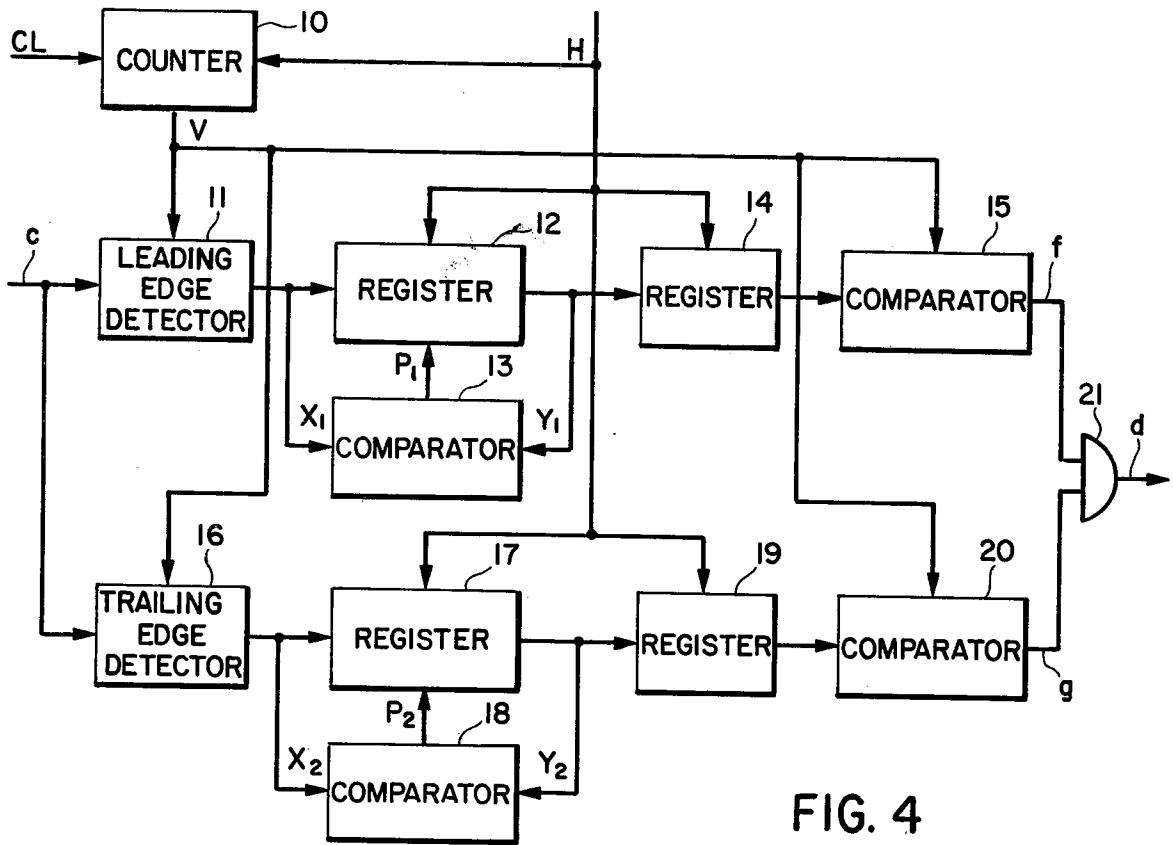 10
CL
COUNTER
H
V
11
12
14
15
c
LEADING
EDGE
DETECTOR
REGISTER
REGISTER
COMPARATOR
f
P1
13
21
X1
COMPARATOR
Y1
d
16
17
19
20
TRAILING
EDGE
DETECTOR
REGISTER
REGISTER
COMPARATOR
g
P2
18
X2
COMPARATOR
Y2
FIG. 4